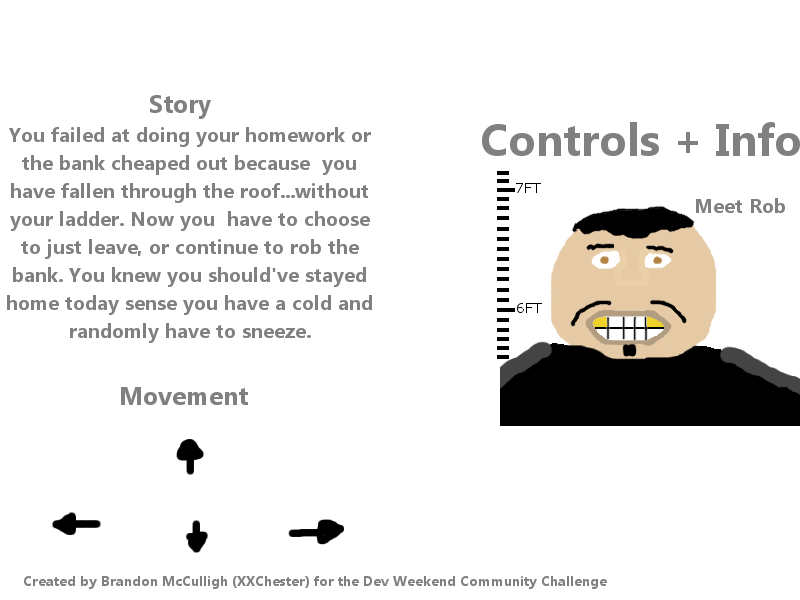 Story
You failed at doing your homework or
the bank cheaped out because  you
have fallen through the roof...without
your ladder. Now you  have to choose
to just leave, or continue to rob the
bank. You knew you should've stayed
home today sense you have a cold and
randomly have to sneeze.
Movement
Controls + Info
7FT
Meet Rob
6FT
Created by Brandon McCulligh (XXChester) for the Dev Weekend Community Challenge